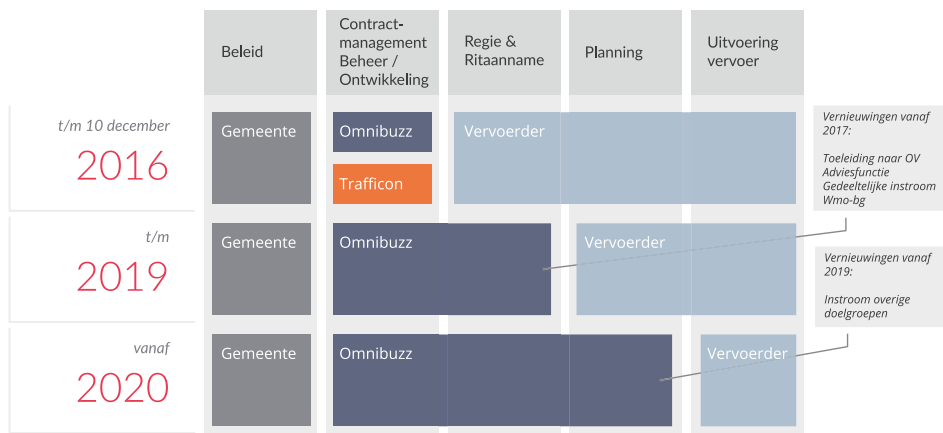 Beleid
Contract-
management
Beheer /
Ontwikkeling
Regie &
Ritaanname
Planning
Uitvoering
vervoer
t/m 10 december
2016
Gemeente
Omnibuzz
Trafficon
Vervoerder
Vernieuwingen vanaf
2017:
Toeleiding naar OV
Adviesfunctie
Gedeeltelijke instroom
Wmo-bg
t/m
2019
Gemeente
Omnibuzz
Vervoerder
Vernieuwingen vanaf
2019:
Instroom overige
doelgroepen
vanaf
2020
Gemeente
Omnibuzz
Vervoerder